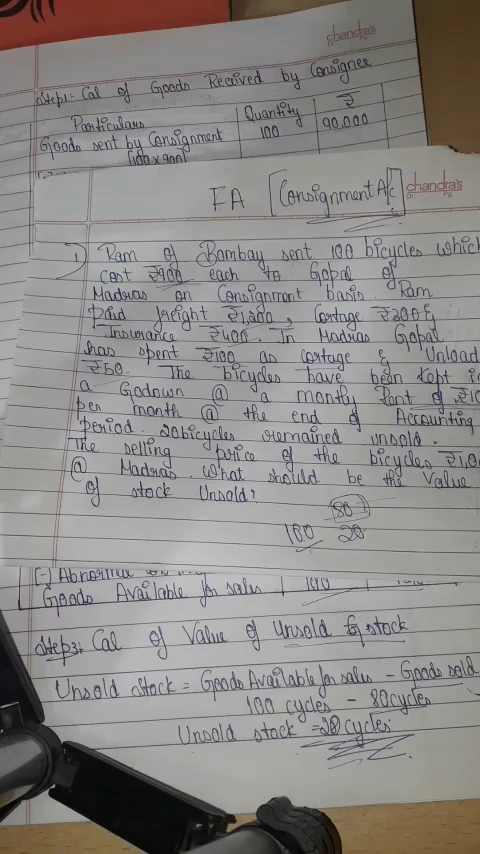 chandra's
Step1: Cal of Goods Received by Consignee
Particulars Quantity ₹
Goods sent by Consignment 100 90,000
[100 x 900]
FA [Consignment A/c] chandra's
1) Ram of Bombay sent 100 bicycles which
cost ₹900 each to Gopal of
Madras on Consignment basis. Ram
paid freight ₹1,200, Cartage ₹200 &
Insurance ₹400. In Madras Gopal
has spent ₹100 as cartage & Unload
₹50. The bicycles have been kept in
a Godown @ a montly Rant of
per month @ the end of Accounting
period. 20 bicycles remained unsold.
The selling price of the bicycles
@ Madras. What should be the Value
of stock Unsold?
80
100 20
(-) Abnormal
Goods Available for sales 100
Step3: Cal of Value of Unsold stock
Unsold Stock = Goods Available for sales - Goods sold
100 cycles - 80 cycles
Unsold stock = 20 cycles.